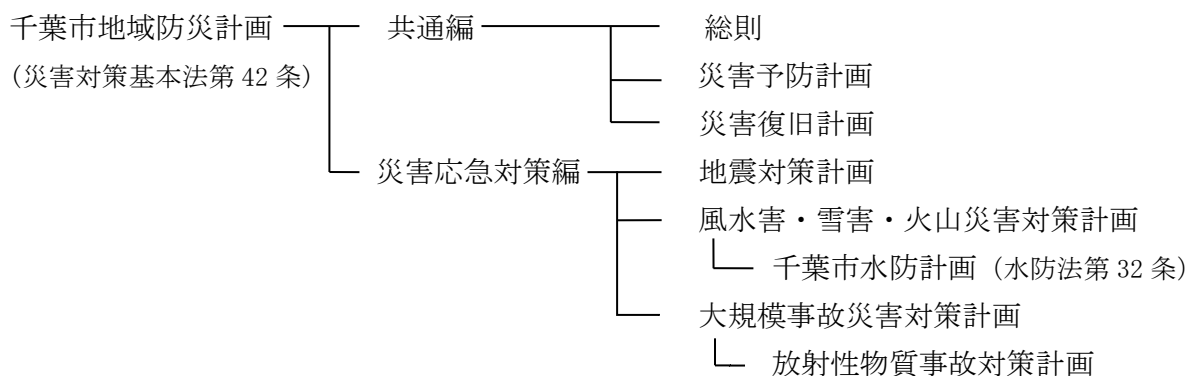 千葉市地域防災計画 共通編 総則
(災害対策基本法第 42 条) 災害予防計画
災害復旧計画
災害応急対策編 地震対策計画
風水害・雪害・火山災害対策計画
千葉市水防計画（水防法第 32 条）
大規模事故災害対策計画
放射性物質事故対策計画